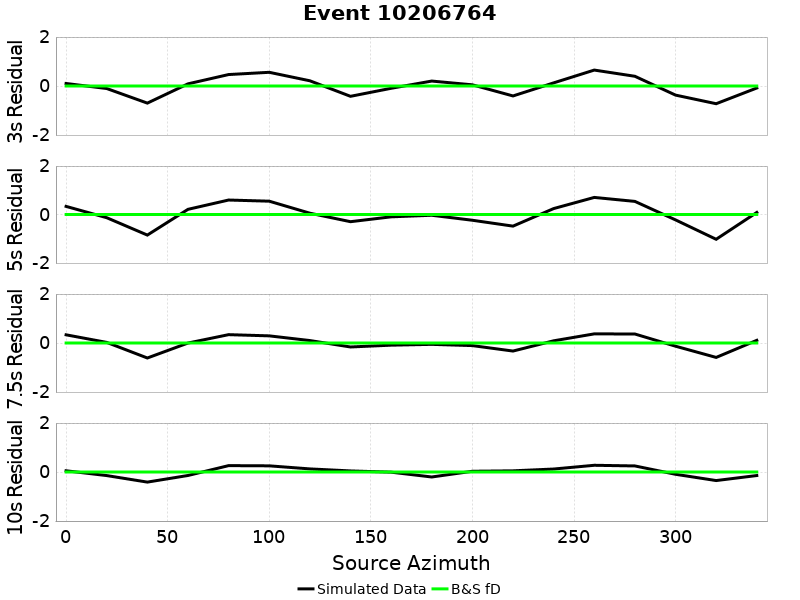 Event 10206764
3s Residual
2
0
-2
5s Residual
2
0
-2
7.5s Residual
2
0
-2
10s Residual
2
0
-2
0 50 100 150 200 250 300
Source Azimuth
Simulated Data B&S fD